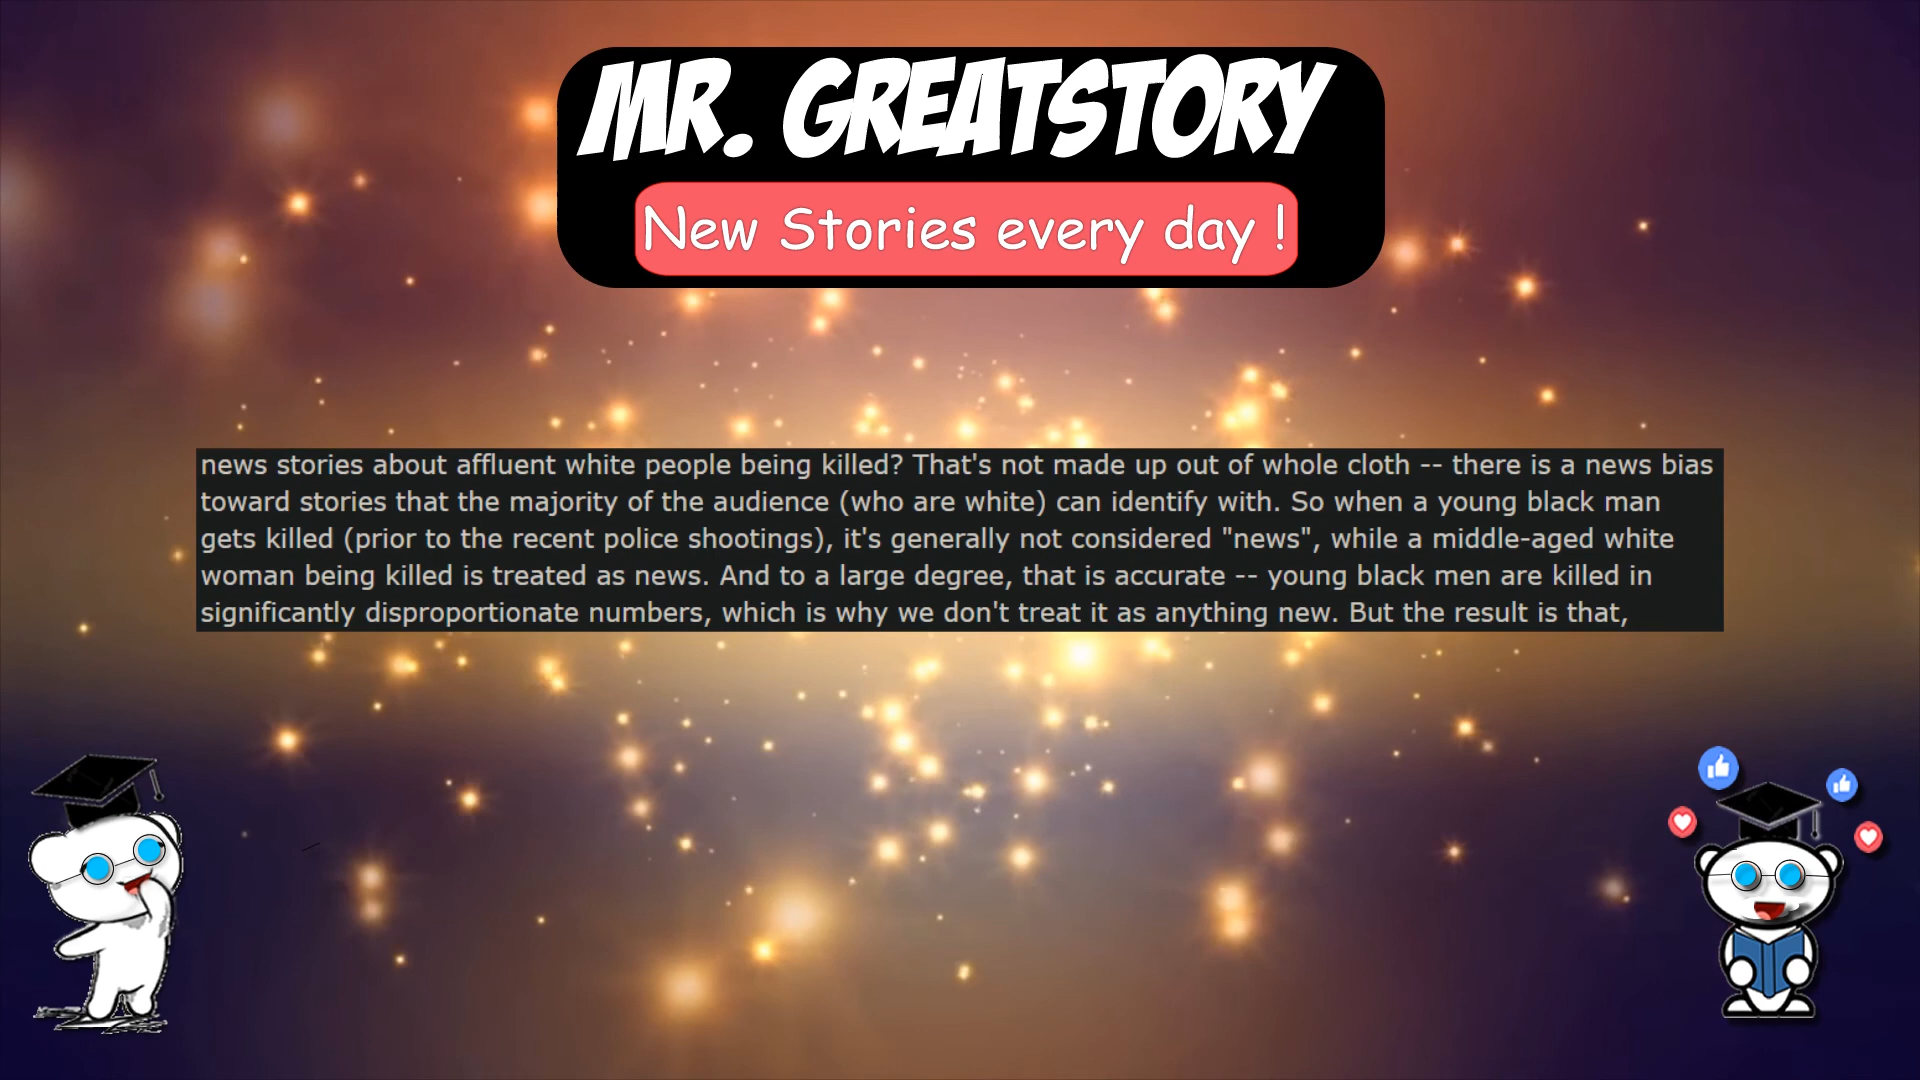 MR. GREATSTORY
New Stories every day !
news stories about affluent white people being killed? That's not made up out of whole cloth -- there is a news bias
toward stories that the majority of the audience (who are white) can identify with. So when a young black man
gets killed (prior to the recent police shootings), it's generally not considered "news", while a middle-aged white
woman being killed is treated as news. And to a large degree, that is accurate -- young black men are killed in
significantly disproportionate numbers, which is why we don't treat it as anything new. But the result is that,